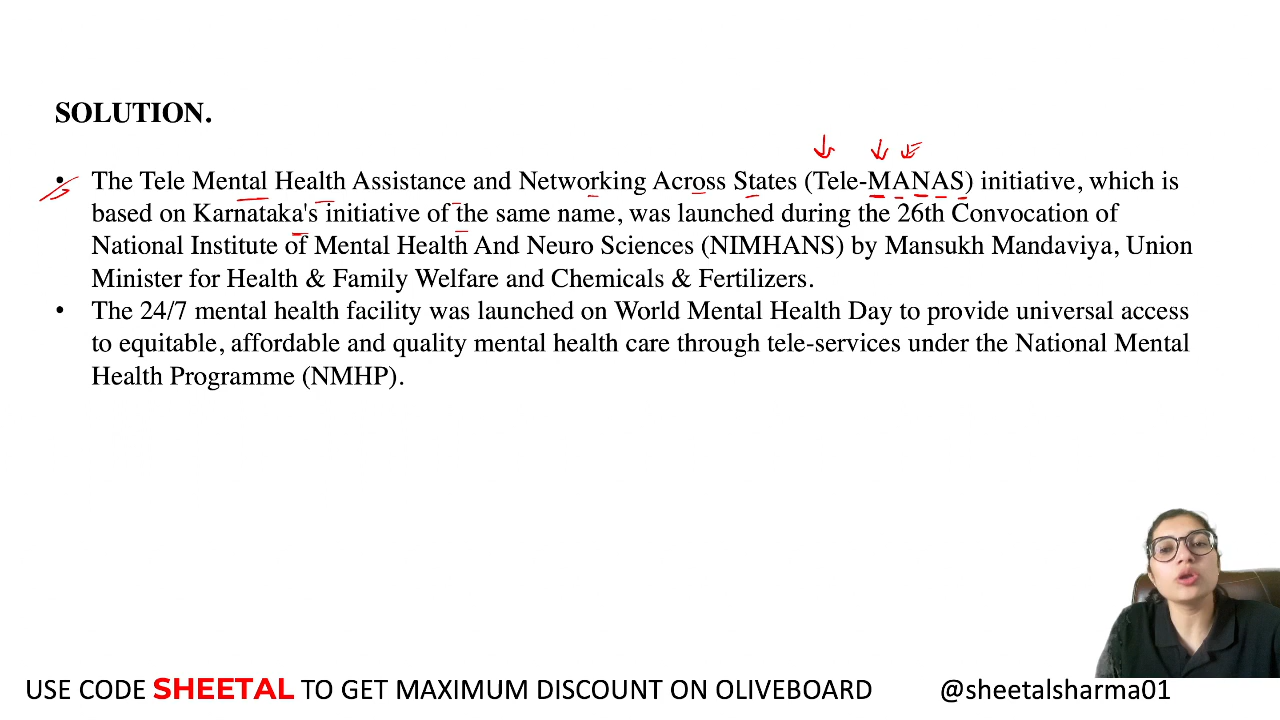 SOLUTION.
• The Tele Mental Health Assistance and Networking Across States (Tele-MANAS) initiative, which is
based on Karnataka's initiative of the same name, was launched during the 26th Convocation of
National Institute of Mental Health And Neuro Sciences (NIMHANS) by Mansukh Mandaviya, Union
Minister for Health & Family Welfare and Chemicals & Fertilizers.
• The 24/7 mental health facility was launched on World Mental Health Day to provide universal access
to equitable, affordable and quality mental health care through tele-services under the National Mental
Health Programme (NMHP).
USE CODE SHEETAL TO GET MAXIMUM DISCOUNT ON OLIVEBOARD
@sheetalsharma01